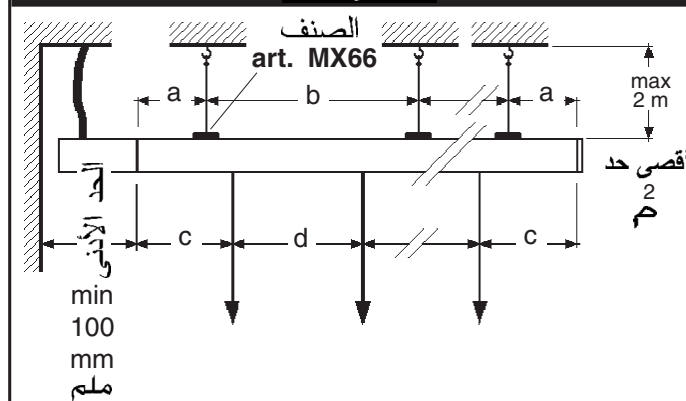 الصنف
art. MX66
a
b
a
max
2 m
أقصى حد
2
م
c
d
c
الحد الأدنى
min
100
mm
ملم